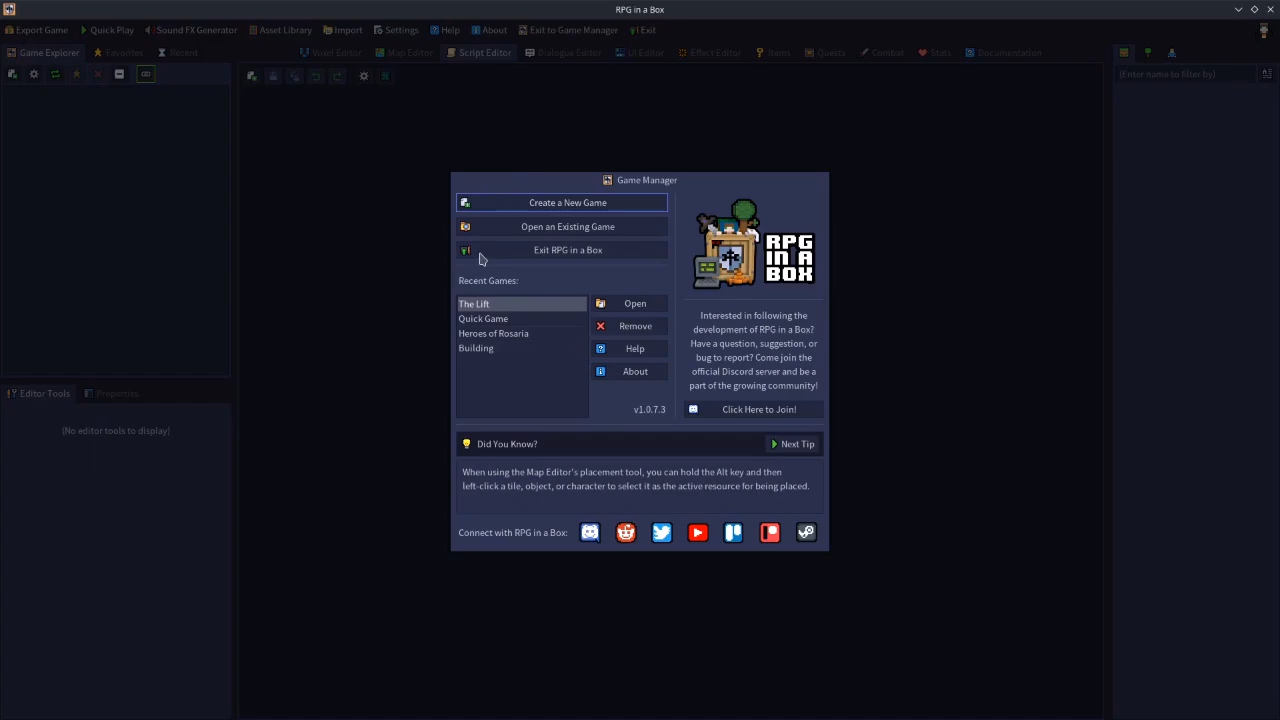 RPG in a Box
Export Game Quick Play Sound FX Generator Asset Library Import Settings Help About Exit to Game Manager Exit
Game Explorer Favorites Recent Voxel Editor Map Editor Script Editor Dialogue Editor UI Editor Effect Editor Items Quests Combat Stats Documentation
(Enter name to filter by)
Game Manager
Create a New Game
Open an Existing Game
Exit RPG in a Box
Recent Games:
The Lift
Quick Game
Heroes of Rosaria
Building
Open
Remove
Help
About
v1.0.7.3
RPG
IN A
BOX
Interested in following the
development of RPG in a Box?
Have a question, suggestion, or
bug to report? Come join the
official Discord server and be a
part of the growing community!
Click Here to Join!
Editor Tools Properties
(No editor tools to display)
Did You Know? Next Tip
When using the Map Editor's placement tool, you can hold the Alt key and then
left-click a tile, object, or character to select it as the active resource for being placed.
Connect with RPG in a Box: